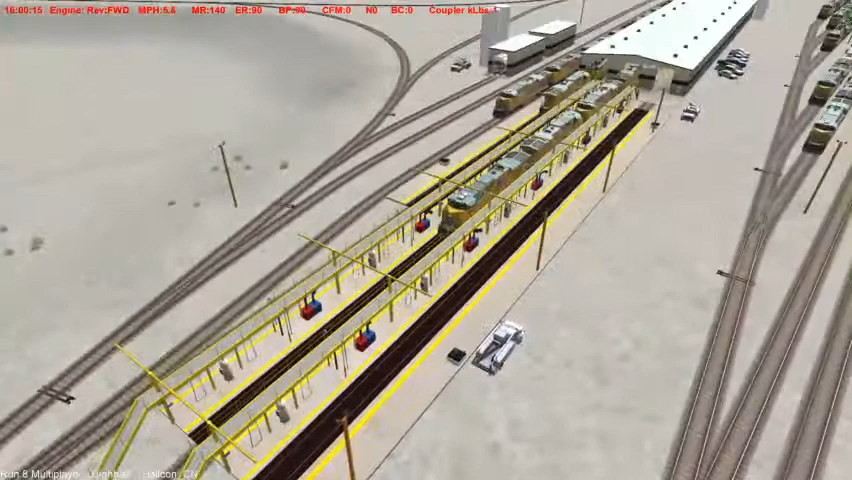 16:00:15 Engine: Rev:FWD MPH:5.6 MR:140 ER:90 BP:90 CFM:0 N0 BC:0 Coupler kLbs:
Run 8 Multiplayer